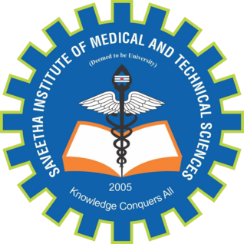 SAVEETHA INSTITUTE OF MEDICAL AND TECHNICAL SCIENCES
(Deemed to be University)
2005
Knowledge Conquers All